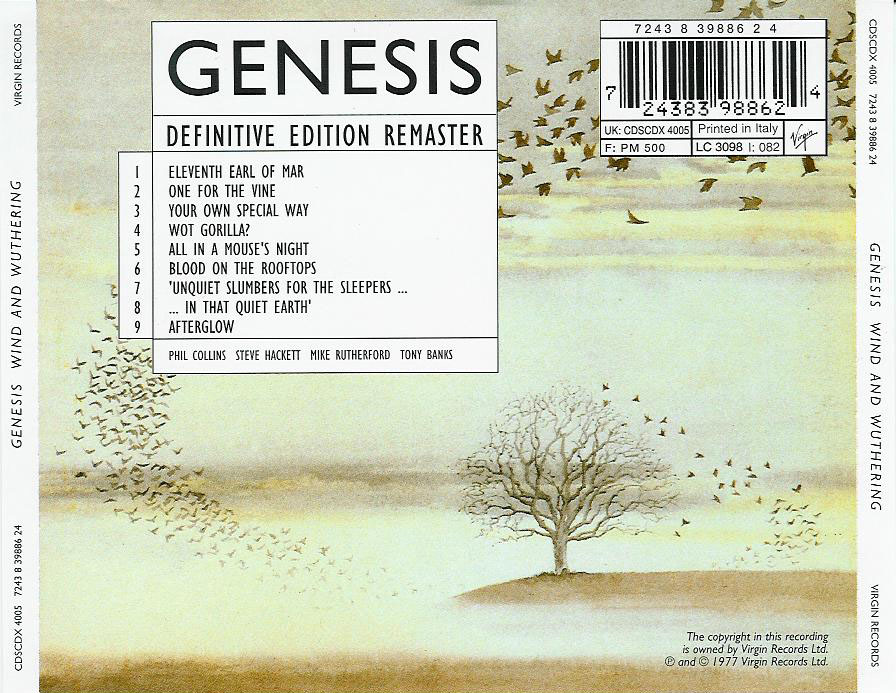 VIRGIN RECORDS
GENESIS WIND AND WUTHERING
CDSCDX 4005 7243 8 39886 24
GENESIS
DEFINITIVE EDITION REMASTER
1 ELEVENTH EARL OF MAR
2 ONE FOR THE VINE
3 YOUR OWN SPECIAL WAY
4 WOT GORILLA?
5 ALL IN A MOUSE'S NIGHT
6 BLOOD ON THE ROOFTOPS
7 'UNQUIET SLUMBERS FOR THE SLEEPERS ...
8 ... IN THAT QUIET EARTH'
9 AFTERGLOW
PHIL COLLINS STEVE HACKETT MIKE RUTHERFORD TONY BANKS
7243 8 39886 2 4
7 24383 98862 4
UK: CDSCDX 4005 Printed in Italy Virgin
F: PM 500 LC 3098 I: 082
The copyright in this recording
is owned by Virgin Records Ltd.
℗ and © 1977 Virgin Records Ltd.
CDSCDX 4005 7243 8 39886 24
GENESIS WIND AND WUTHERING
VIRGIN RECORDS